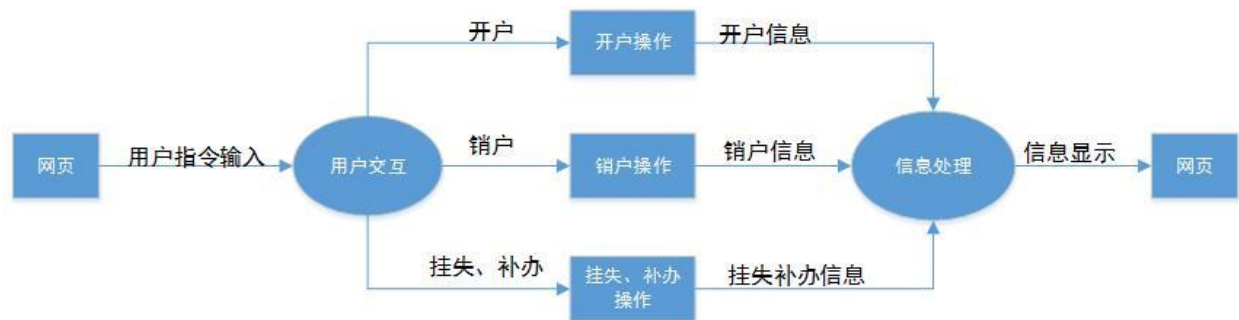 开户
开户操作
开户信息
网页
用户指令输入
用户交互
销户
销户操作
销户信息
信息处理
信息显示
网页
挂失、补办
挂失、补办
操作
挂失补办信息